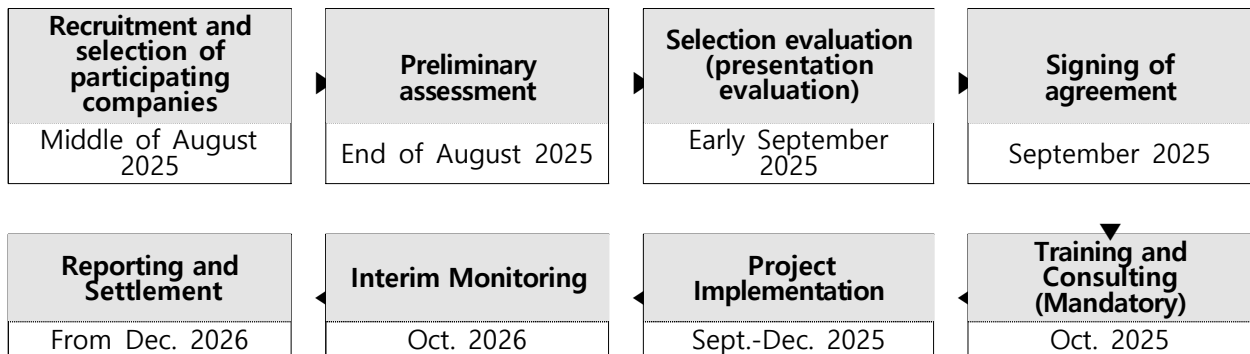 Recruitment and
selection of
participating
companies
Middle of August
2025
Preliminary
assessment
End of August 2025
Selection evaluation
(presentation
evaluation)
Early September
2025
Signing of
agreement
September 2025
Training and
Consulting
(Mandatory)
Oct. 2025
Project
Implementation
Sept.-Dec. 2025
Interim Monitoring
Oct. 2026
Reporting and
Settlement
From Dec. 2026